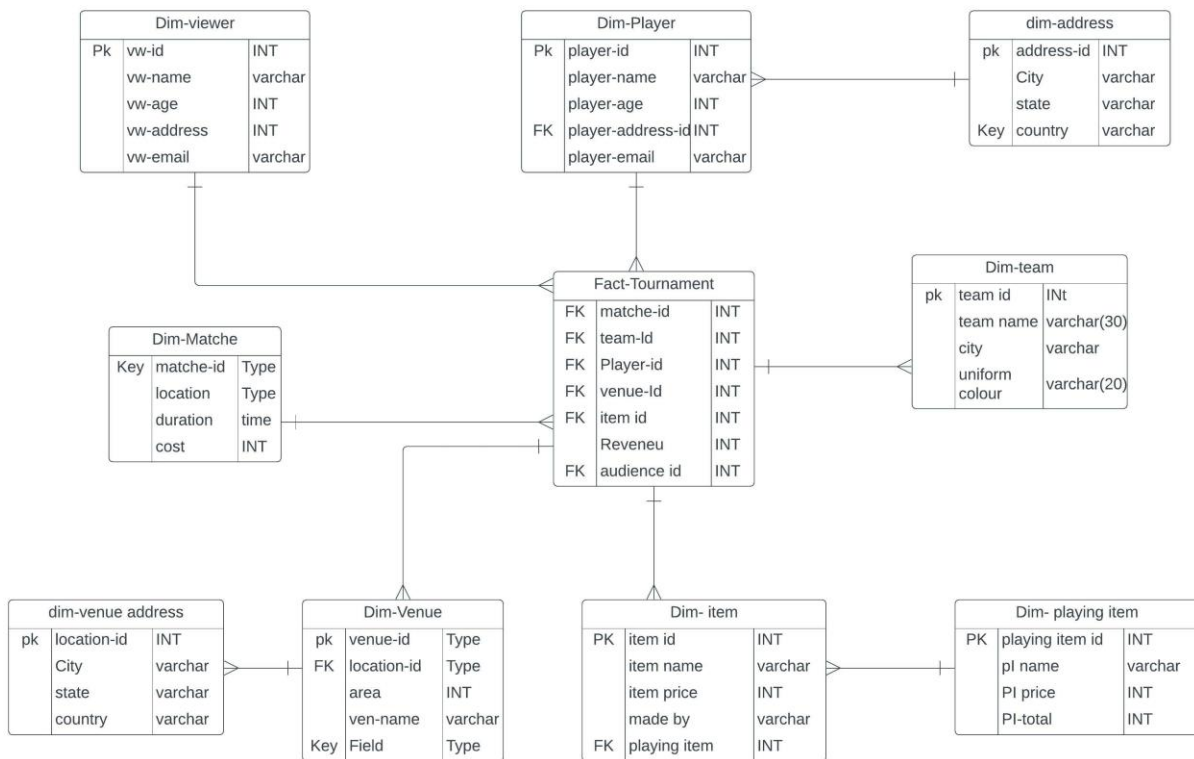 Dim-viewer
Pk vw-id INT
vw-name varchar
vw-age INT
vw-address INT
vw-email varchar
Dim-Player
Pk player-id INT
player-name varchar
player-age INT
FK player-address-id INT
player-email varchar
dim-address
pk address-id INT
City varchar
state varchar
Key country varchar
Fact-Tournament
FK matche-id INT
FK team-Id INT
FK Player-id INT
FK venue-Id INT
FK item id INT
Reveneu INT
FK audience id INT
Dim-team
pk team id INt
team name varchar(30)
city varchar
uniform
colour varchar(20)
Dim-Matche
Key matche-id Type
location Type
duration time
cost INT
dim-venue address
pk location-id INT
City varchar
state varchar
country varchar
Dim-Venue
pk venue-id Type
FK location-id Type
area INT
ven-name varchar
Key Field Type
Dim- item
PK item id INT
item name varchar
item price INT
made by varchar
FK playing item INT
Dim- playing item
PK playing item id INT
pI name varchar
PI price INT
PI-total INT